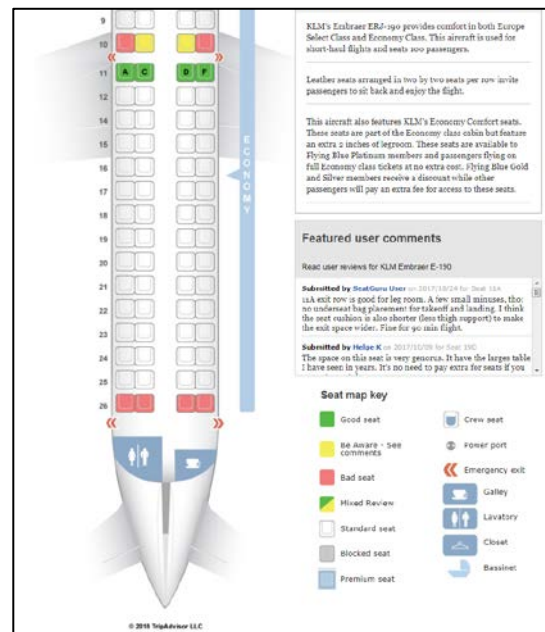 9
10
11 A C D F
12
14
15
16
17
18
19
20
21
22
23
24
25
26
ECONOMY
© 2018 TripAdvisor LLC
KLM's Embraer ERJ-190 provides comfort in both Europe
Select Class and Economy Class. This aircraft is used for
short-haul flights and seats 100 passengers.
Leather seats arranged in two by two seats per row invite
passengers to sit back and enjoy the flight.
This aircraft also features KLM's Economy Comfort seats.
These seats are part of the Economy class cabin but feature
an extra 2 inches of legroom. These seats are available to
Flying Blue Platinum members and passengers flying on
full Economy class tickets at no extra cost. Flying Blue Gold
and Silver members receive a discount while other
passengers will pay an extra fee for access to these seats.
Featured user comments
Read user reviews for KLM Embraer E-190
Submitted by SeatGuru User on 2017/10/24 for Seat 11A
11A exit row is good for leg room. A few small minuses, tho:
no underseat bag placement for takeoff and landing. I think
the seat cushion is also shorter (less thigh support) to make
the exit space wider. Fine for 90 min flight.
Submitted by Helge K on 2017/10/09 for Seat 19C
The space on this seat is very genorus. It have the larges table
I have seen in years. It's no need to pay extra for seats if you
Seat map key
Good seat
Be Aware - See
comments
Bad seat
Mixed Review
Standard seat
Blocked seat
Premium seat
Crew seat
Power port
Emergency exit
Galley
Lavatory
Closet
Bassinet